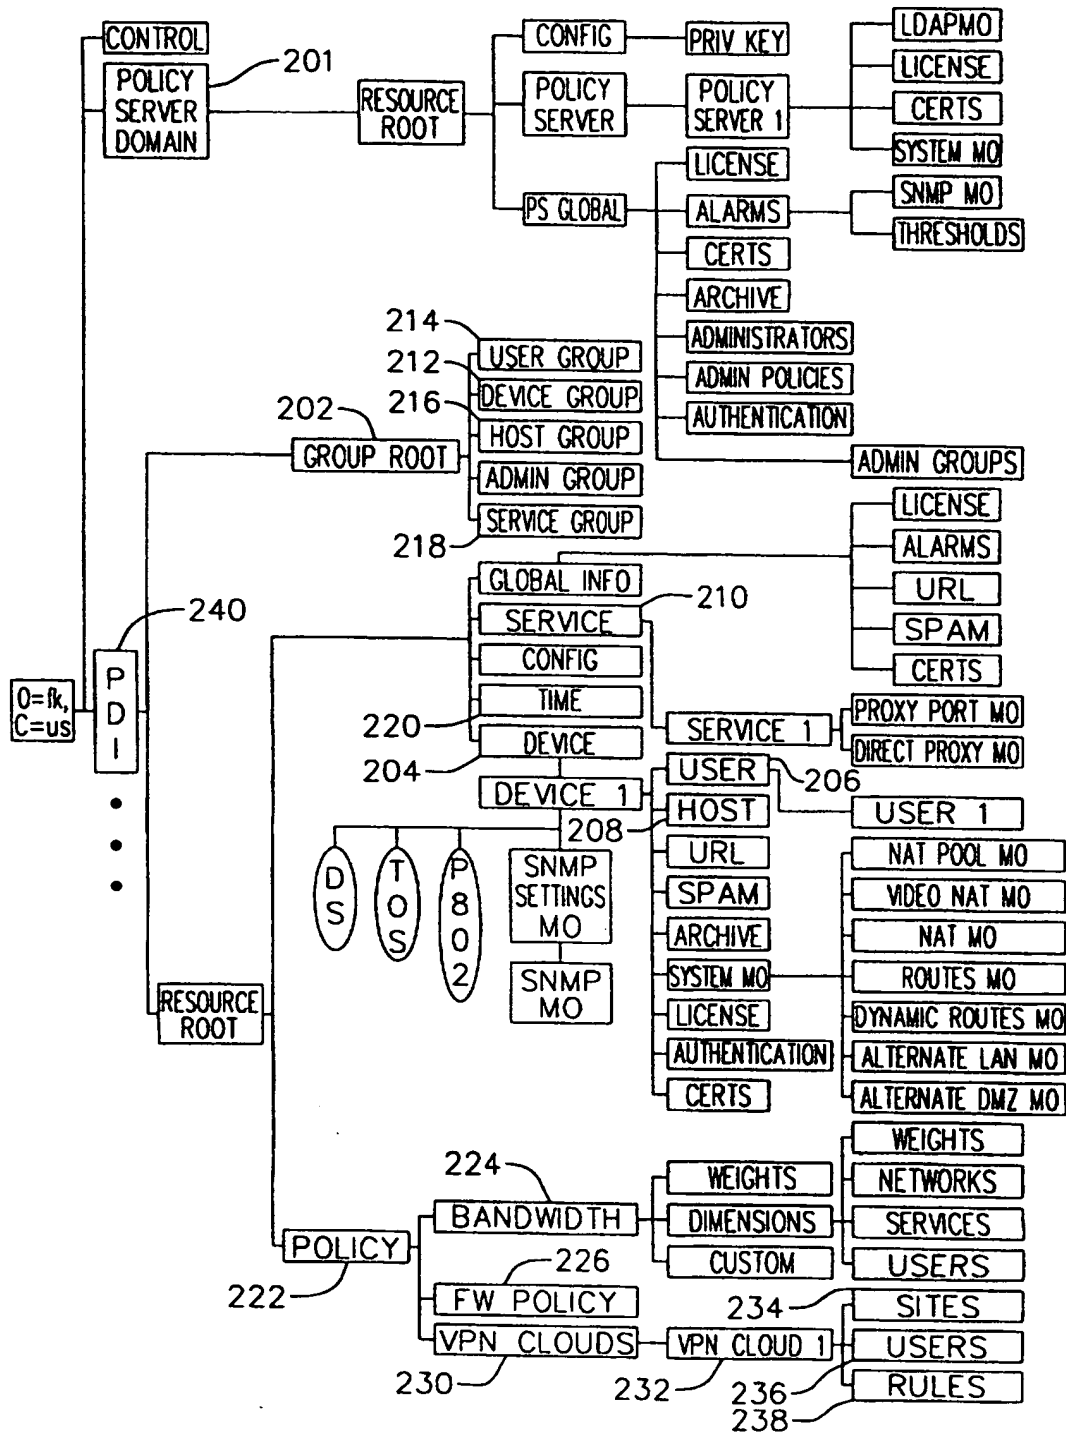 CONTROL
POLICY
SERVER
DOMAIN
201
RESOURCE
ROOT
CONFIG
PRIV KEY
POLICY
SERVER
POLICY
SERVER 1
LDAPMO
LICENSE
CERTS
SYSTEM MO
PS GLOBAL
LICENSE
ALARMS
CERTS
ARCHIVE
ADMINISTRATORS
ADMIN POLICIES
AUTHENTICATION
ADMIN GROUPS
SNMP MO
THRESHOLDS
214
212
216
202
218
GROUP ROOT
USER GROUP
DEVICE GROUP
HOST GROUP
ADMIN GROUP
SERVICE GROUP
LICENSE
ALARMS
URL
SPAM
CERTS
240
O=fk,
C=us
P
D
I
GLOBAL INFO
SERVICE
210
CONFIG
TIME
220
DEVICE
204
DEVICE 1
SERVICE 1
PROXY PORT MO
DIRECT PROXY MO
USER
206
USER 1
HOST
208
URL
SPAM
ARCHIVE
SYSTEM MO
LICENSE
AUTHENTICATION
CERTS
NAT POOL MO
VIDEO NAT MO
NAT MO
ROUTES MO
DYNAMIC ROUTES MO
ALTERNATE LAN MO
ALTERNATE DMZ MO
DS
TOS
P802
SNMP
SETTINGS
MO
SNMP
MO
RESOURCE
ROOT
POLICY
222
224
BANDWIDTH
226
FW POLICY
VPN CLOUDS
230
WEIGHTS
DIMENSIONS
CUSTOM
WEIGHTS
NETWORKS
SERVICES
USERS
VPN CLOUD 1
232
234
SITES
USERS
236
RULES
238